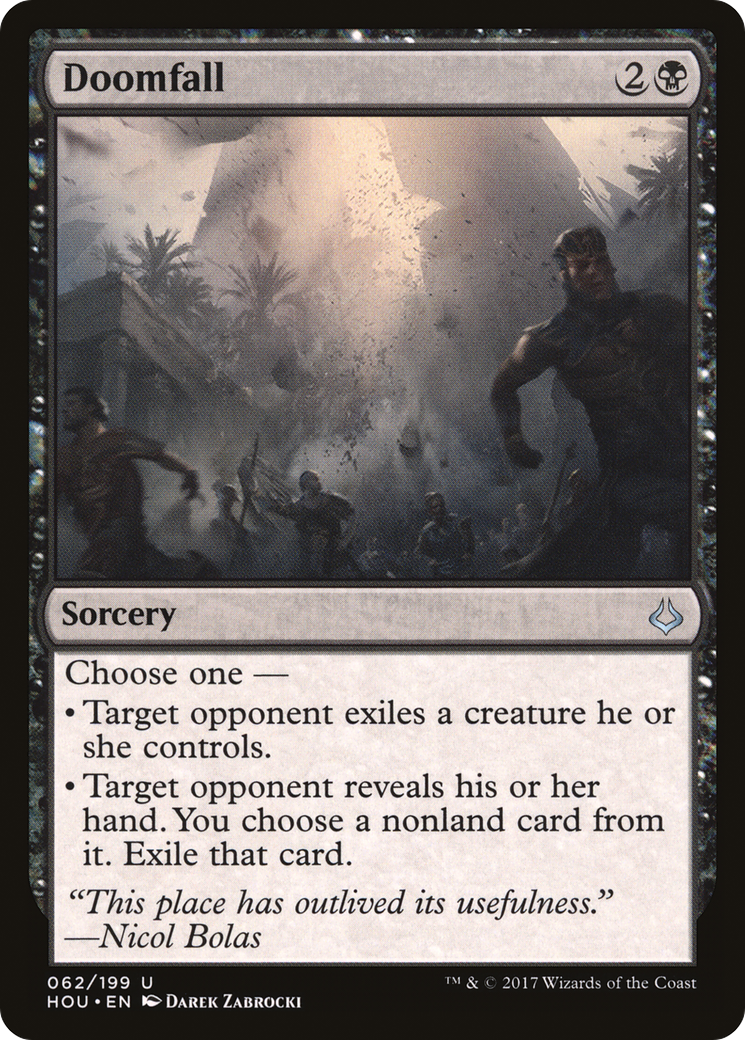 Doomfall 2
Sorcery
Choose one —
• Target opponent exiles a creature he or
she controls.
• Target opponent reveals his or her
hand. You choose a nonland card from
it. Exile that card.
“This place has outlived its usefulness.”
—Nicol Bolas
062/199 U
™ & © 2017 Wizards of the Coast
HOU • EN DAREK ZABROCKI